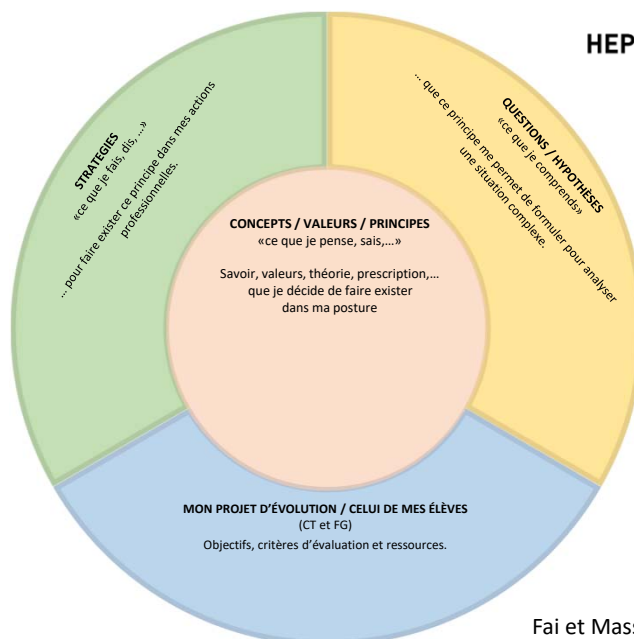 HEP
STRATEGIES
«ce que je fais, dis, …»
… pour faire exister ce principe dans mes actions
professionnelles.
QUESTIONS / HYPOTHÈSES
«ce que je comprends»
… que ce principe me permet de formuler pour analyser
une situation complexe.
CONCEPTS / VALEURS / PRINCIPES
«ce que je pense, sais,…»
Savoir, valeurs, théorie, prescription,…
que je décide de faire exister
dans ma posture
MON PROJET D’ÉVOLUTION / CELUI DE MES ÉLÈVES
(CT et FG)
Objectifs, critères d’évaluation et ressources.
Fai et Mass